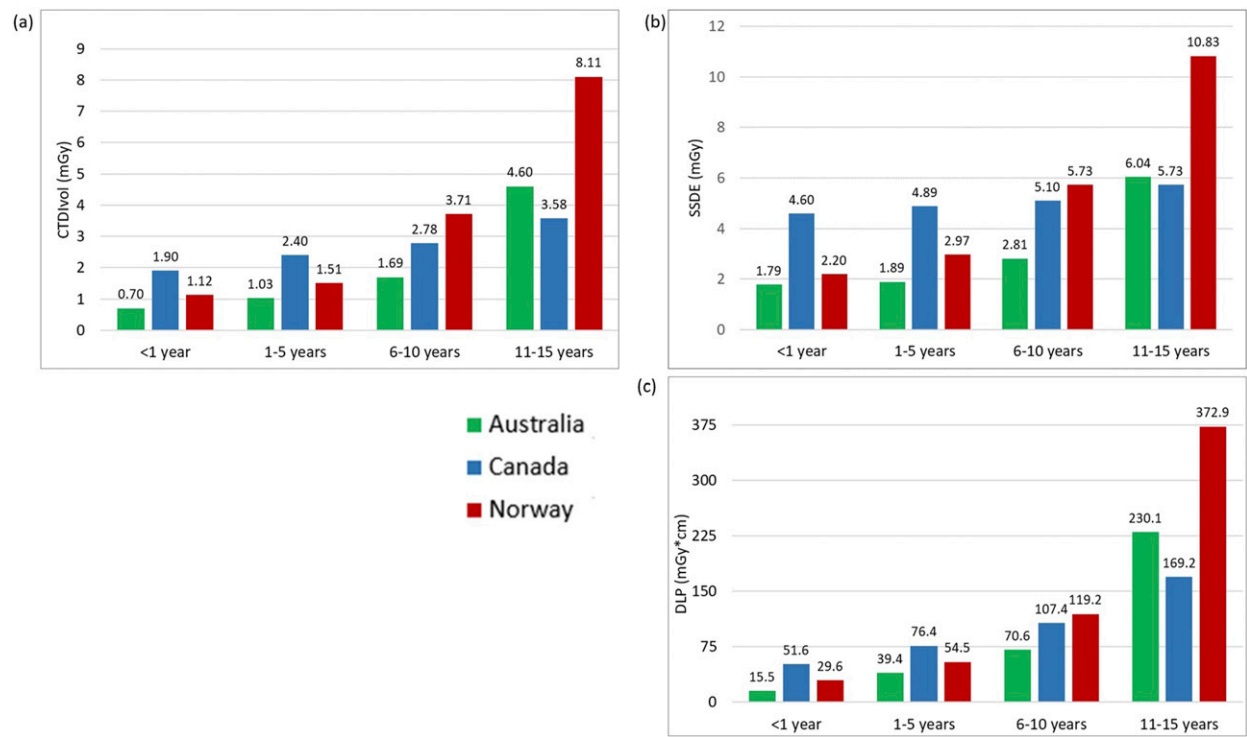 (a)
CTDIvol (mGy)
9
8
7
6
5
4
3
2
1
0
0.70
1.90
1.12
1.03
2.40
1.51
1.69
2.78
3.71
4.60
3.58
8.11
<1 year
1-5 years
6-10 years
11-15 years
(b)
SSDE (mGy)
12
10
8
6
4
2
0
1.79
4.60
2.20
1.89
4.89
2.97
2.81
5.10
5.73
6.04
5.73
10.83
<1 year
1-5 years
6-10 years
11-15 years
Australia
Canada
Norway
(c)
DLP (mGy*cm)
375
300
225
150
75
0
15.5
51.6
29.6
39.4
76.4
54.5
70.6
107.4
119.2
230.1
169.2
372.9
<1 year
1-5 years
6-10 years
11-15 years